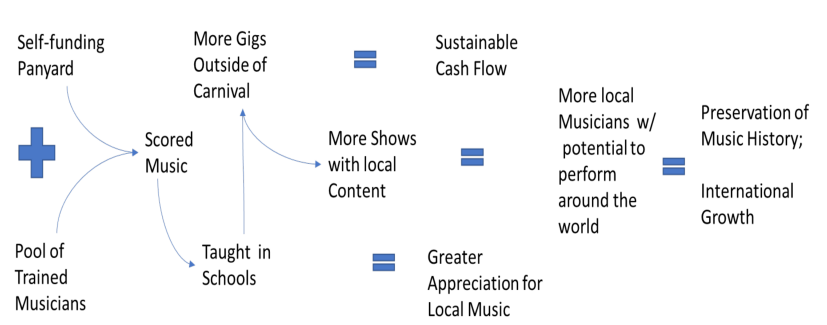 Self-funding
Panyard
Pool of
Trained
Musicians
Scored
Music
Taught in
Schools
More Gigs
Outside of
Carnival
More Shows
with local
Content
Sustainable
Cash Flow
Greater
Appreciation for
Local Music
More local
Musicians w/
potential to
perform
around the
world
Preservation of
Music History;
International
Growth